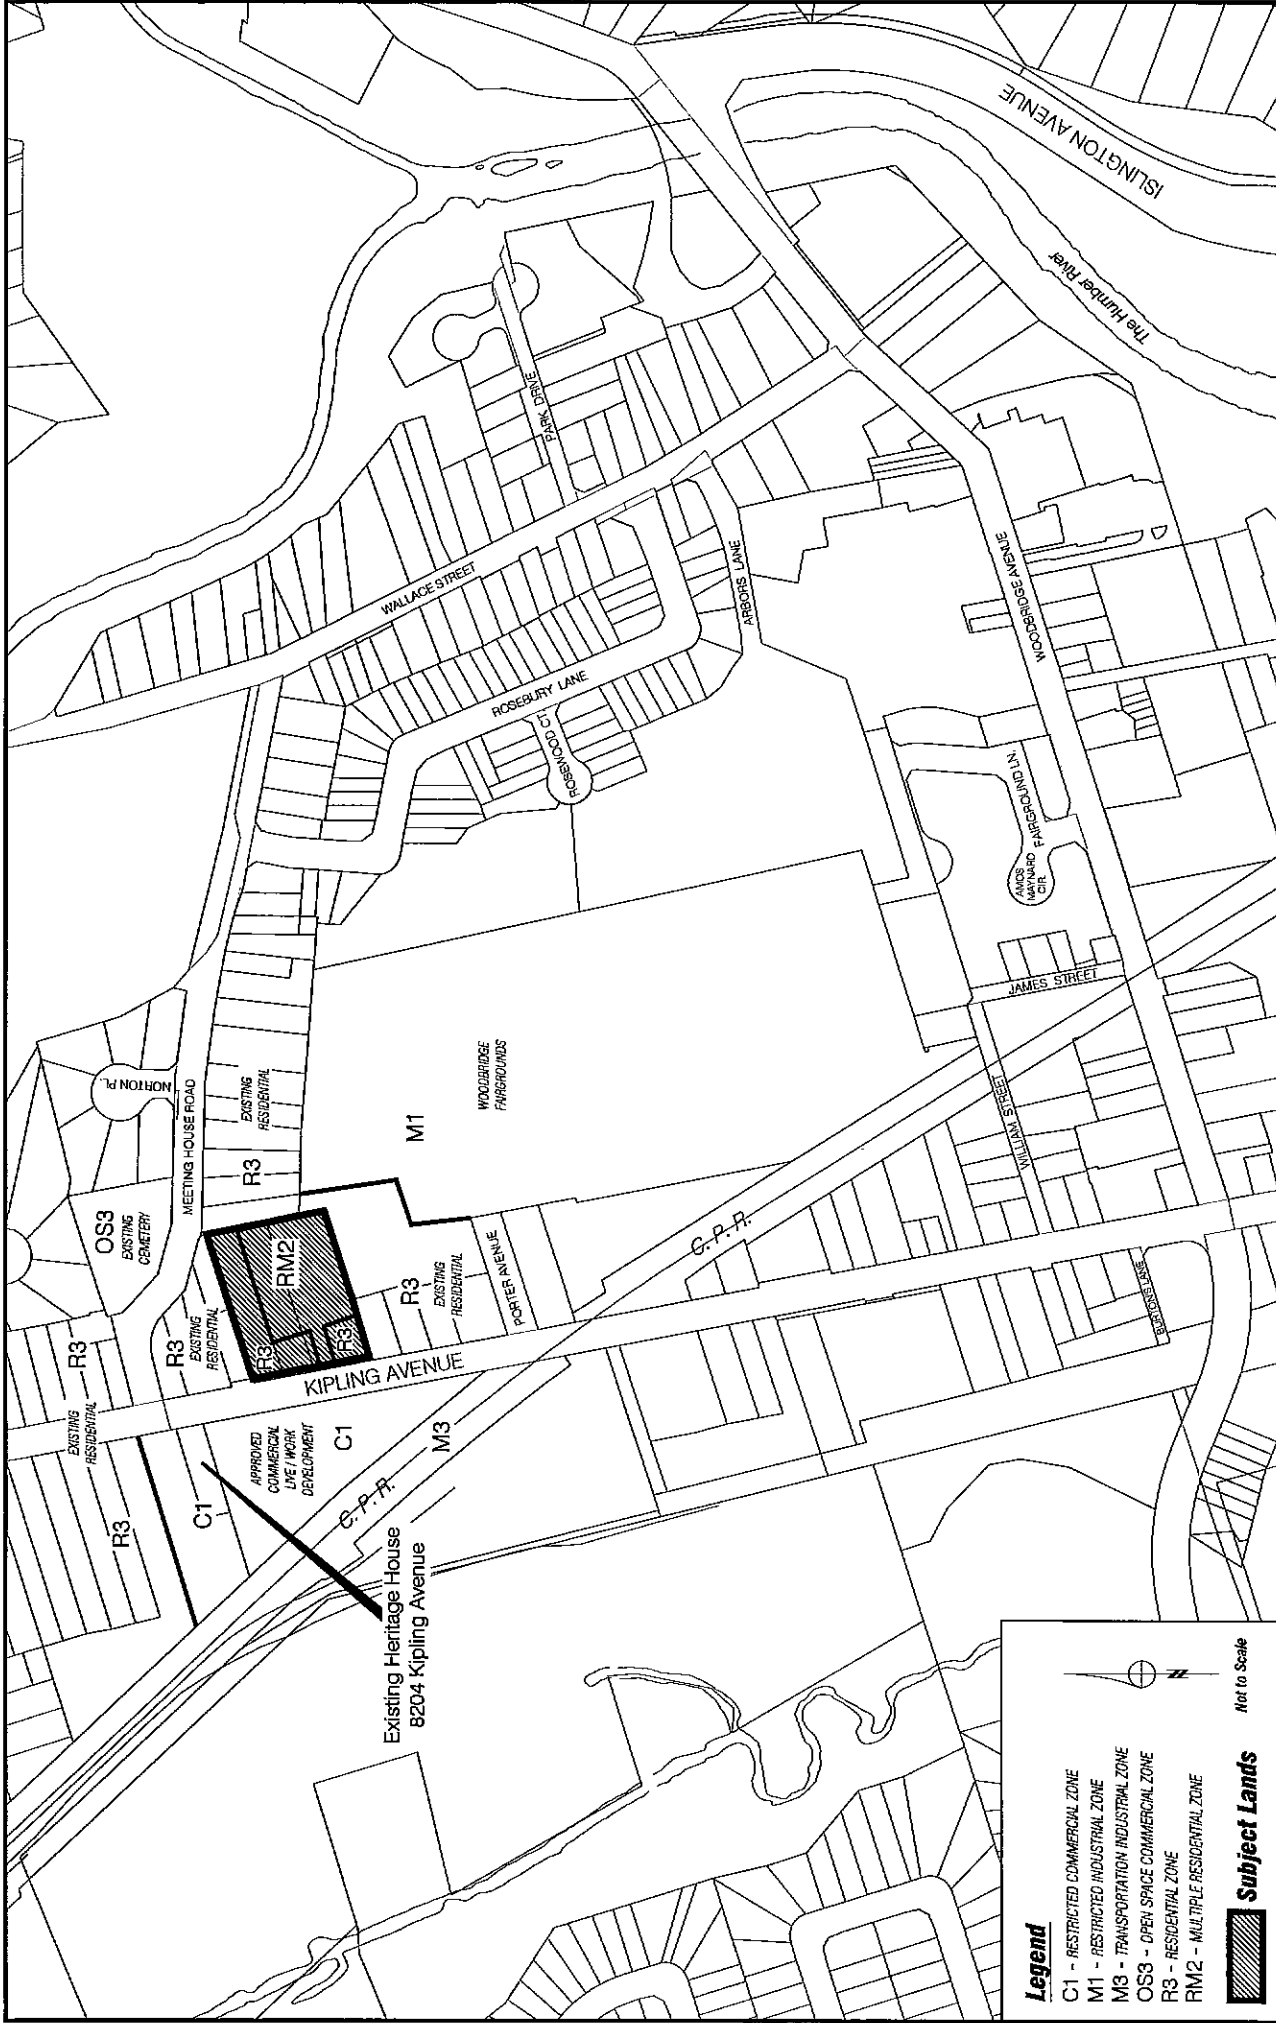 ISLINGTON AVENUE
The Humber River
PARK DRIVE
WALLACE STREET
ARBORS LANE
ROSEBURY LANE
ROSEWOOD CT.
WOODBRIDGE AVENUE
FAIRGROUND LN.
AMOS
MAYNARD
CIR.
JAMES STREET
WILLIAM STREET
NORTON PL.
MEETING HOUSE ROAD
EXISTING
RESIDENTIAL
R3
M1
WOODBRIDGE
FAIRGROUNDS
OS3
EXISTING
CEMETERY
RM2
R3
R3
R3
EXISTING
RESIDENTIAL
PORTER AVENUE
C. P. R.
BURTON'S LANE
R3
EXISTING
RESIDENTIAL
R3
EXISTING
RESIDENTIAL
KIPLING AVENUE
APPROVED
COMMERCIAL
LIVE / WORK
DEVELOPMENT
C1
M3
C1
R3
C. P. R.
Existing Heritage House
8204 Kipling Avenue
Legend
C1 - RESTRICTED COMMERCIAL ZONE
M1 - RESTRICTED INDUSTRIAL ZONE
M3 - TRANSPORTATION INDUSTRIAL ZONE
OS3 - OPEN SPACE COMMERCIAL ZONE
R3 - RESIDENTIAL ZONE
RM2 - MULTIPLE RESIDENTIAL ZONE
Subject Lands
N
Not to Scale